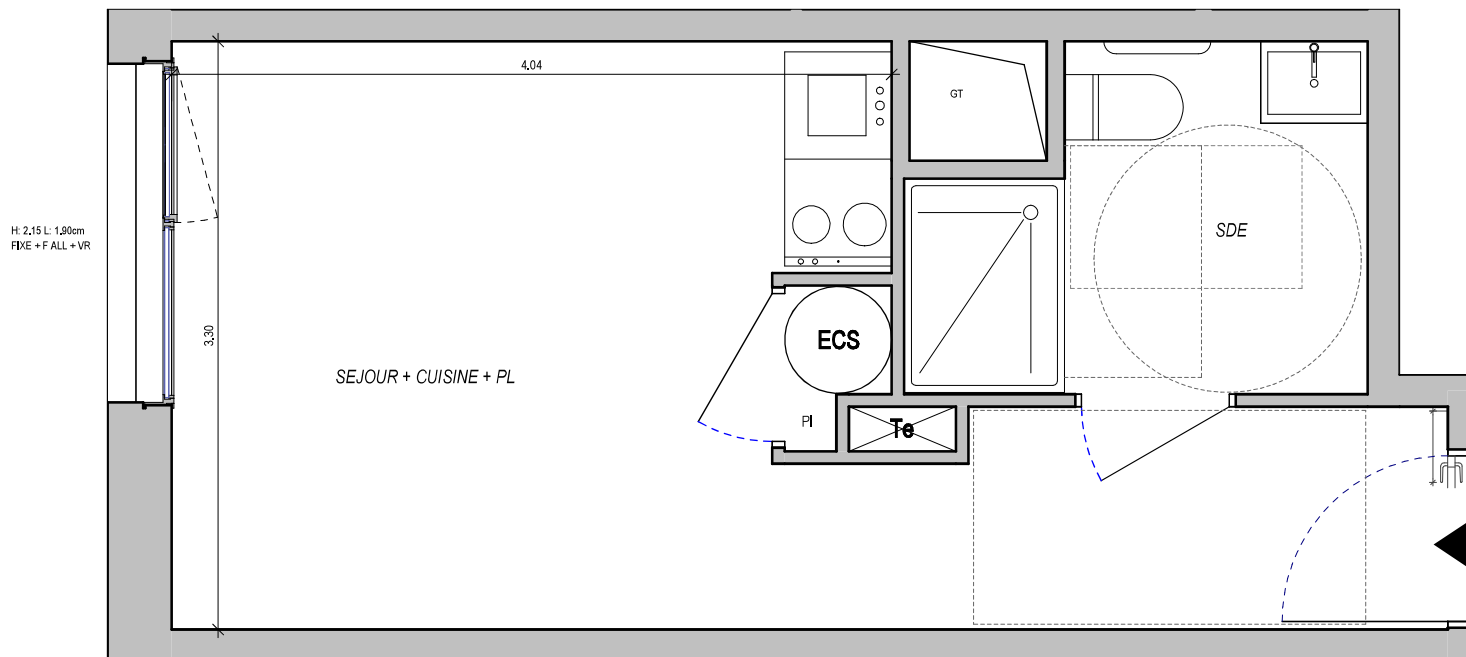 4.04
GT
H: 2.15 L: 1.90cm
FIXE + F ALL + VR
SDE
3.30
ECS
SEJOUR + CUISINE + PL
Pl
Te